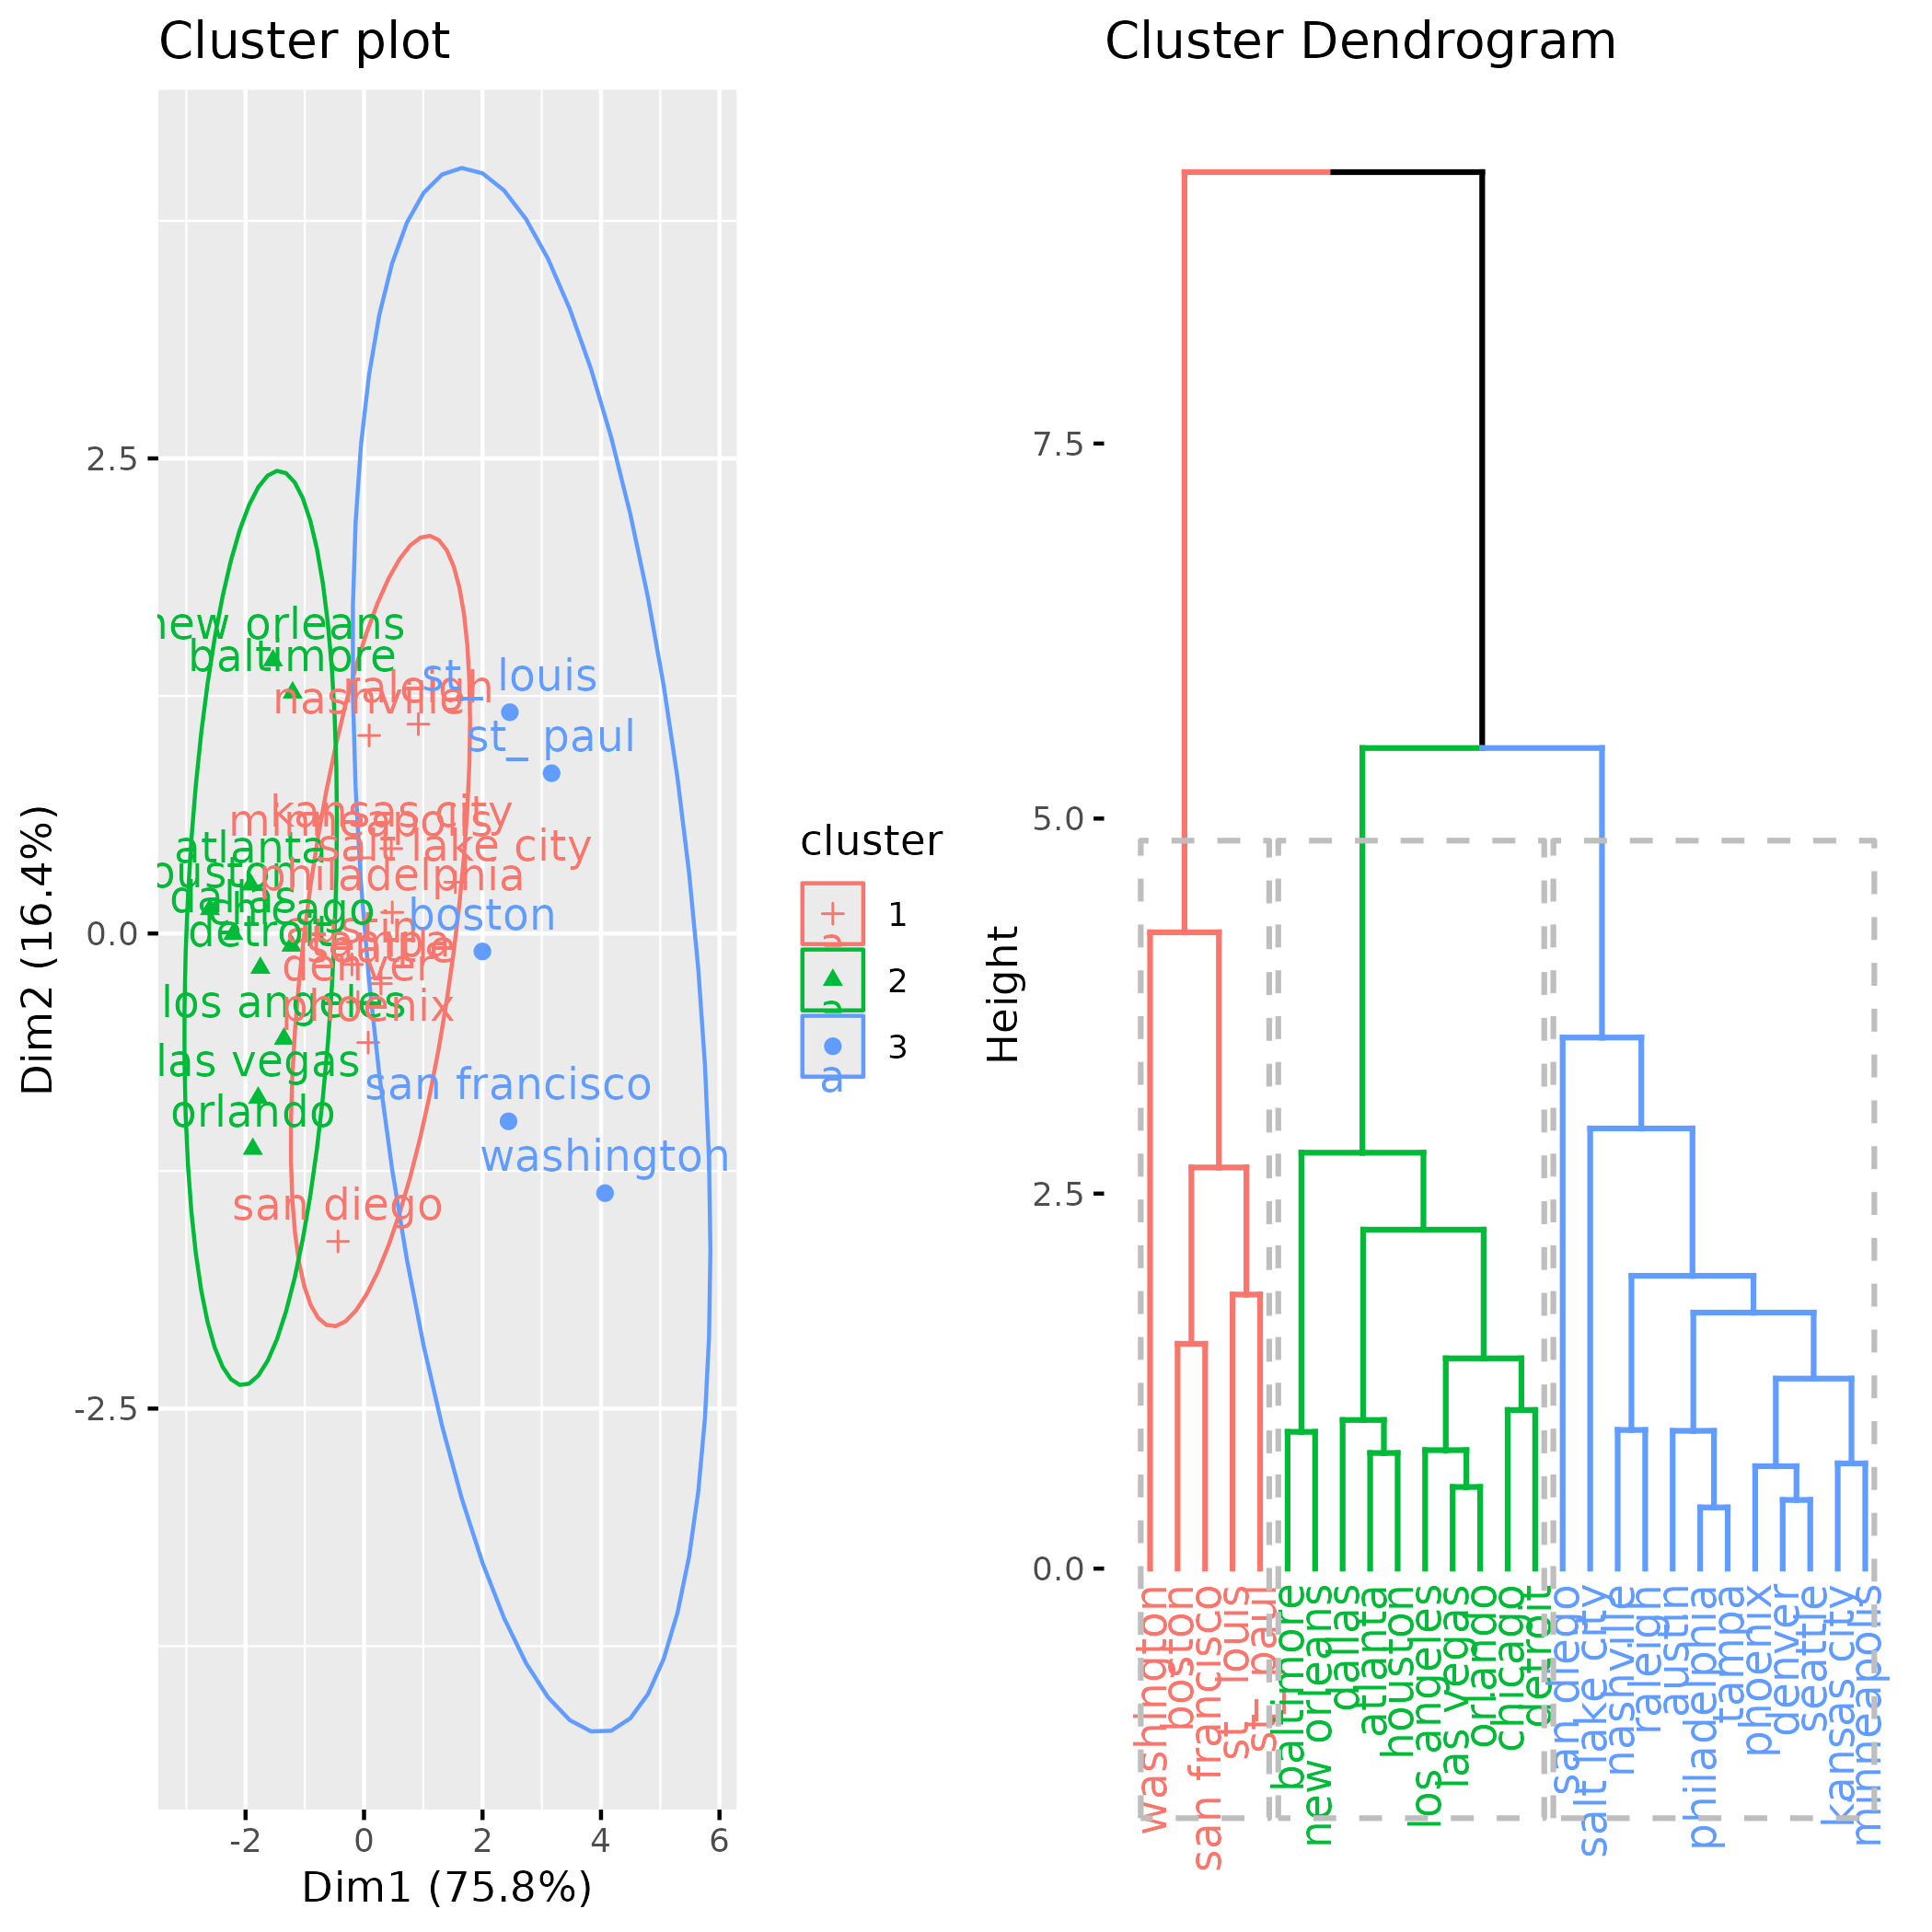 Cluster plot
new orleans
baltimore
st_ louis
raleigh
nashville
st_ paul
kansas city
minneapolis
salt lake city
atlanta
houston
philadelphia
dallas
chicago
boston
detroit
austin
tampa
seattle
denver
los angeles
phoenix
las vegas
san francisco
orlando
washington
san diego
2.5
0.0
-2.5
-2
0
2
4
6
Dim1 (75.8%)
Dim2 (16.4%)
cluster
a
1
a
2
a
3
Cluster Dendrogram
7.5
5.0
2.5
0.0
Height
washington
boston
san francisco
st_ louis
st_ paul
baltimore
new orleans
dallas
atlanta
houston
los angeles
las vegas
orlando
chicago
detroit
san diego
salt lake city
nashville
raleigh
austin
philadelphia
tampa
phoenix
denver
seattle
kansas city
minneapolis